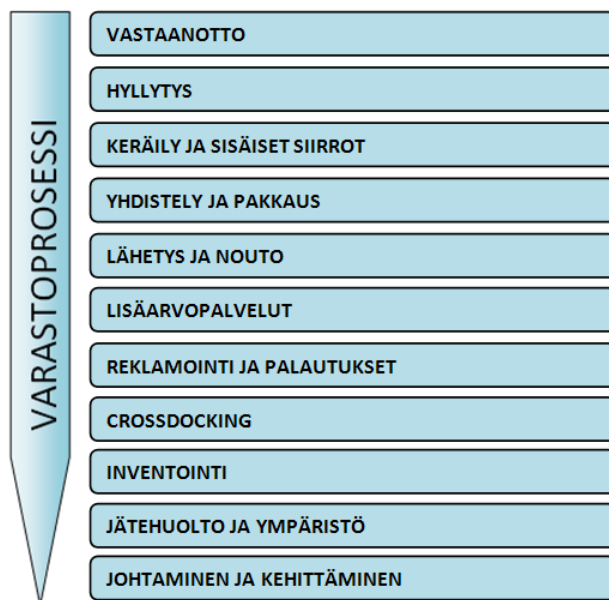 VARASTOPROSESSI
VASTAANOTTO
HYLLYTYS
KERÄILY JA SISÄISET SIIRROT
YHDISTELY JA PAKKAUS
LÄHETYS JA NOUTO
LISÄARVOPALVELUT
REKLAMOINTI JA PALAUTUKSET
CROSSDOCKING
INVENTOINTI
JÄTEHUOLTO JA YMPÄRISTÖ
JOHTAMINEN JA KEHITTÄMINEN